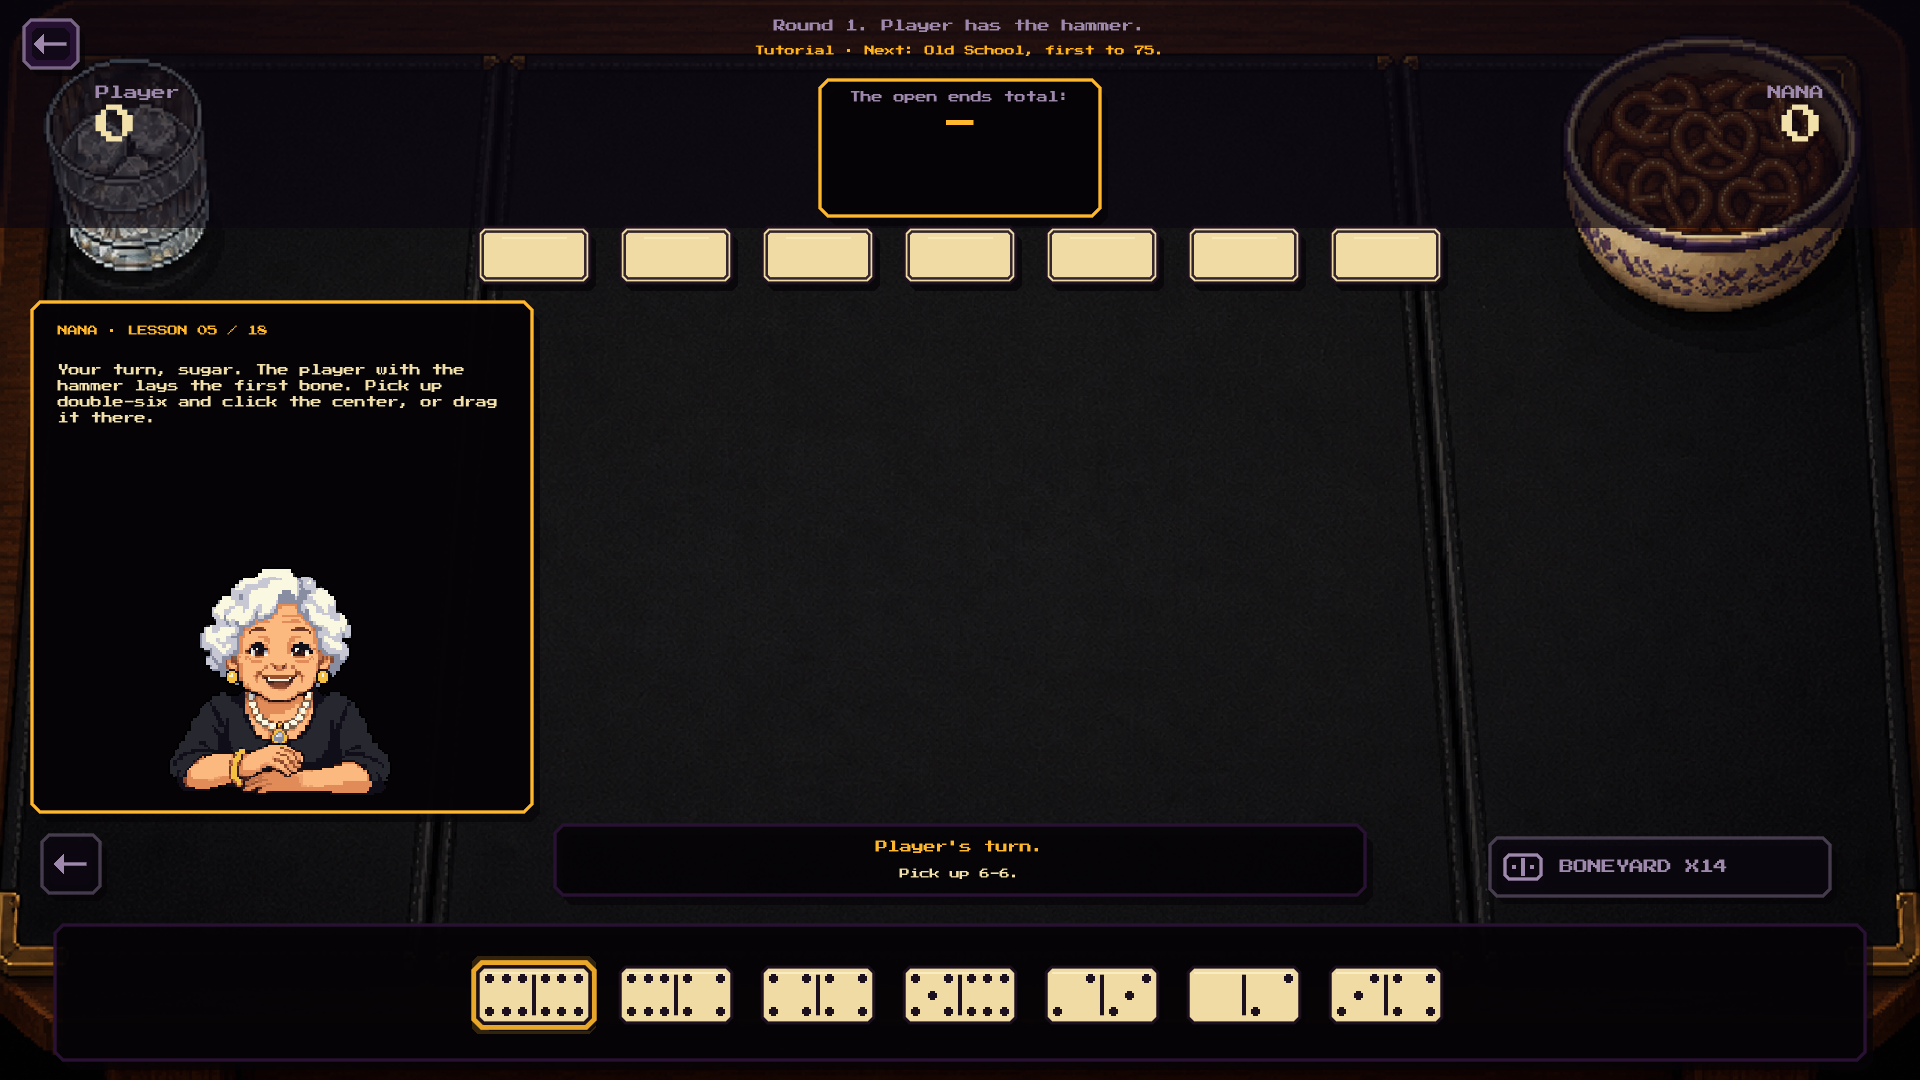 Round 1. Player has the hammer.
Tutorial · Next: Old School, first to 75.
Player
0
The open ends total:
—
NANA
0
NANA · LESSON 05 / 18
Your turn, sugar. The player with the
hammer lays the first bone. Pick up
double-six and click the center, or drag
it there.
Player's turn.
Pick up 6-6.
BONEYARD X14